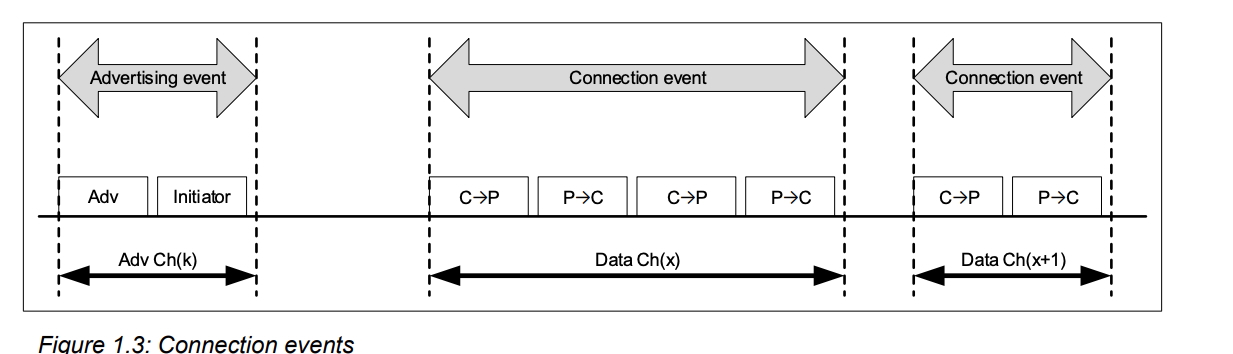 Advertising event Connection event Connection event
Adv Initiator C→P P→C C→P P→C C→P P→C
Adv Ch(k) Data Ch(x) Data Ch(x+1)
Figure 1.3: Connection events